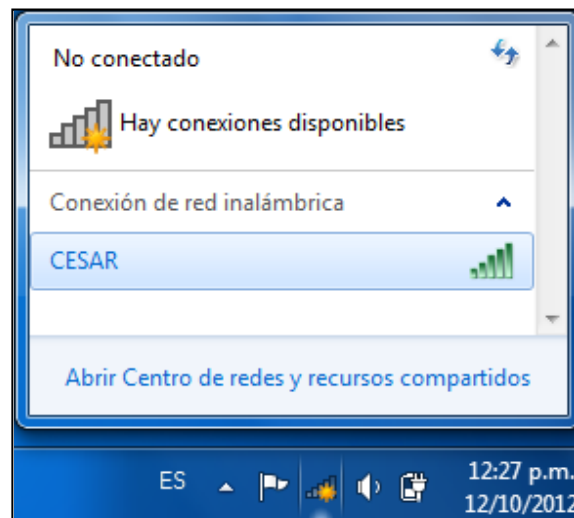 No conectado
Hay conexiones disponibles
Conexión de red inalámbrica
CESAR
Abrir Centro de redes y recursos compartidos
ES
12:27 p.m.
12/10/2012